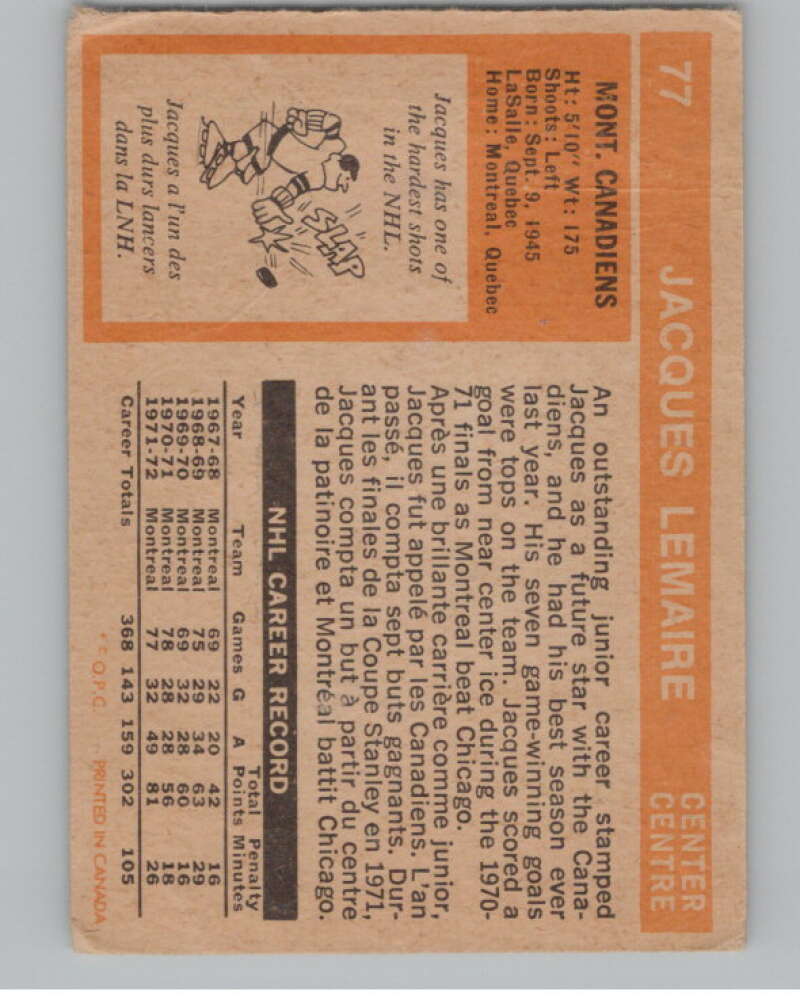 77 JACQUES LEMAIRE CENTER
CENTRE
MONT. CANADIENS
Ht: 5'10" Wt: 175
Shoots: Left
Born: Sept. 9, 1945
LaSalle, Quebec
Home: Montreal, Quebec
Jacques has one of
the hardest shots
in the NHL.
SLAP
Jacques a l'un des
plus durs lancers
dans la LNH.
An outstanding junior career stamped
Jacques as a future star with the Cana-
diens, and he had his best season ever
last year. His seven game-winning goals
were tops on the team. Jacques scored a
goal from near center ice during the 1970-
71 finals as Montreal beat Chicago.
Après une brillante carrière comme junior,
Jacques fut appelé par les Canadiens. L'an
passé, il compta sept buts gagnants. Dur-
ant les finales de la Coupe Stanley en 1971,
Jacques compta un but à partir du centre
de la patinoire et Montréal battit Chicago.
NHL CAREER RECORD
Total Penalty
Year Team Games G A Points Minutes
1967-68 Montreal 69 22 20 42 16
1968-69 Montreal 75 29 34 63 29
1969-70 Montreal 69 32 28 60 16
1970-71 Montreal 78 28 28 56 18
1971-72 Montreal 77 32 49 81 26
Career Totals 368 143 159 302 105
O.P.C. PRINTED IN CANADA